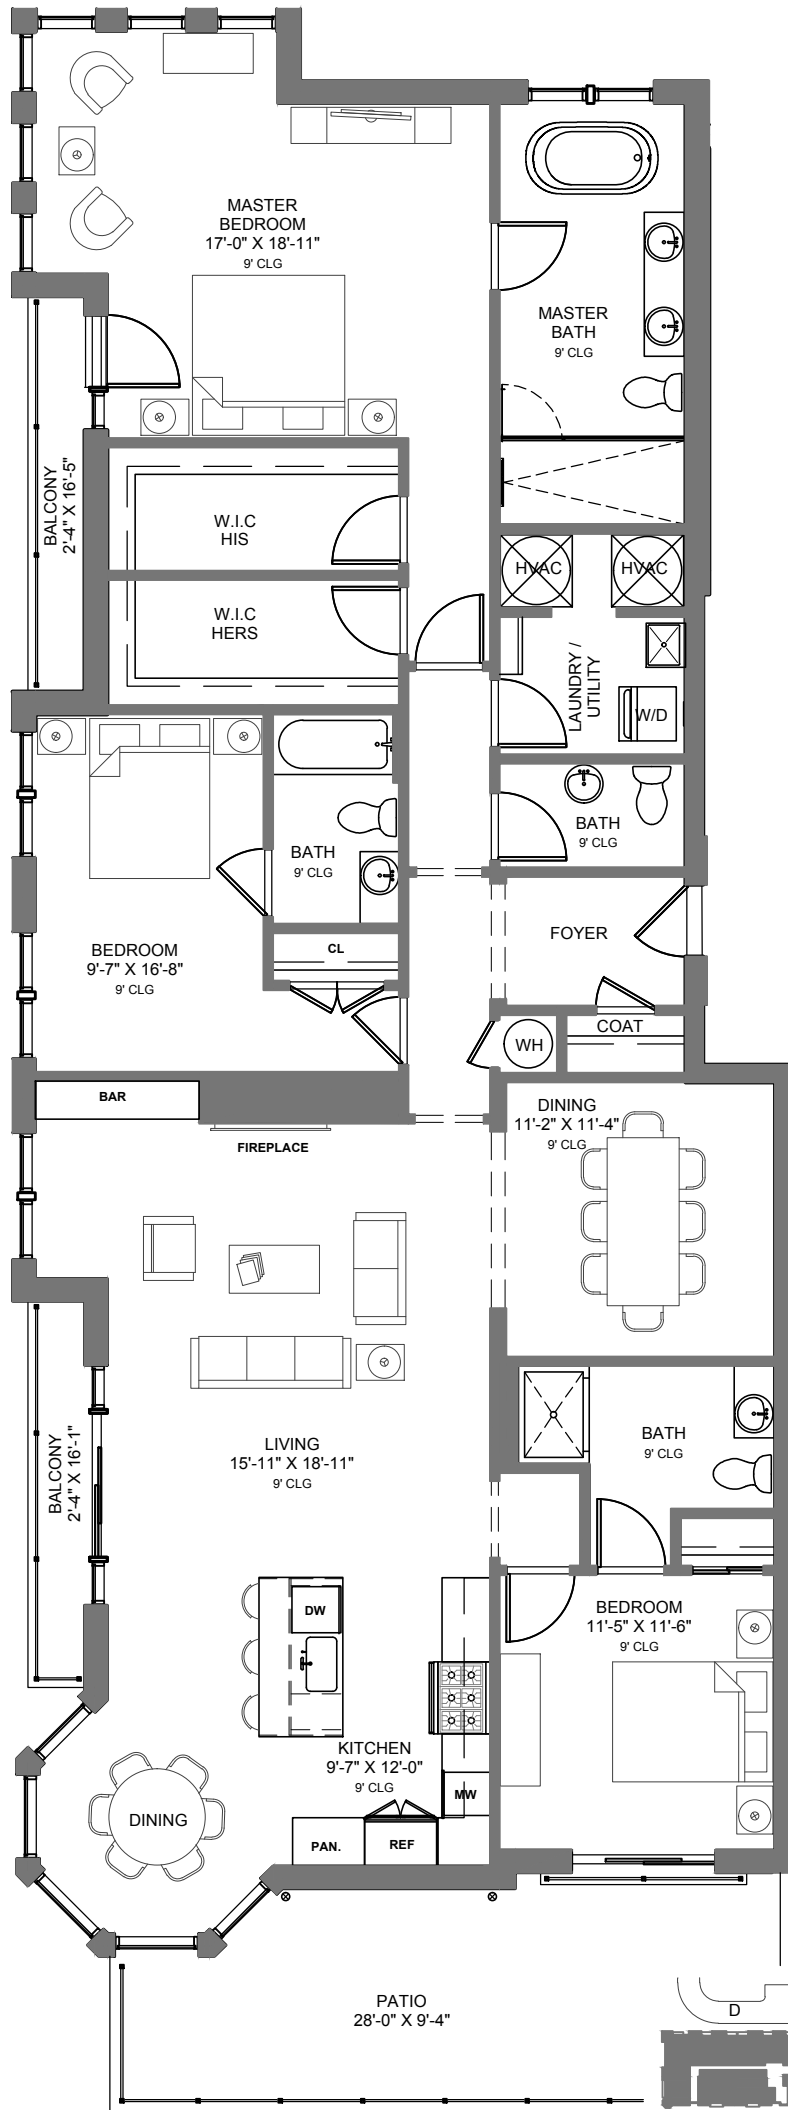 MASTER
BEDROOM
17'-0" X 18'-11"
9' CLG
MASTER
BATH
9' CLG
BALCONY
2'-4" X 16'-5"
W.I.C
HIS
W.I.C
HERS
HVAC
HVAC
LAUNDRY /
UTILITY
W/D
BATH
9' CLG
BATH
9' CLG
BEDROOM
9'-7" X 16'-8"
9' CLG
CL
FOYER
COAT
WH
BAR
FIREPLACE
DINING
11'-2" X 11'-4"
9' CLG
BALCONY
2'-4" X 16'-1"
LIVING
15'-11" X 18'-11"
9' CLG
BATH
9' CLG
BEDROOM
11'-5" X 11'-6"
9' CLG
DW
KITCHEN
9'-7" X 12'-0"
9' CLG
MW
DINING
PAN.
REF
PATIO
28'-0" X 9'-4"
D